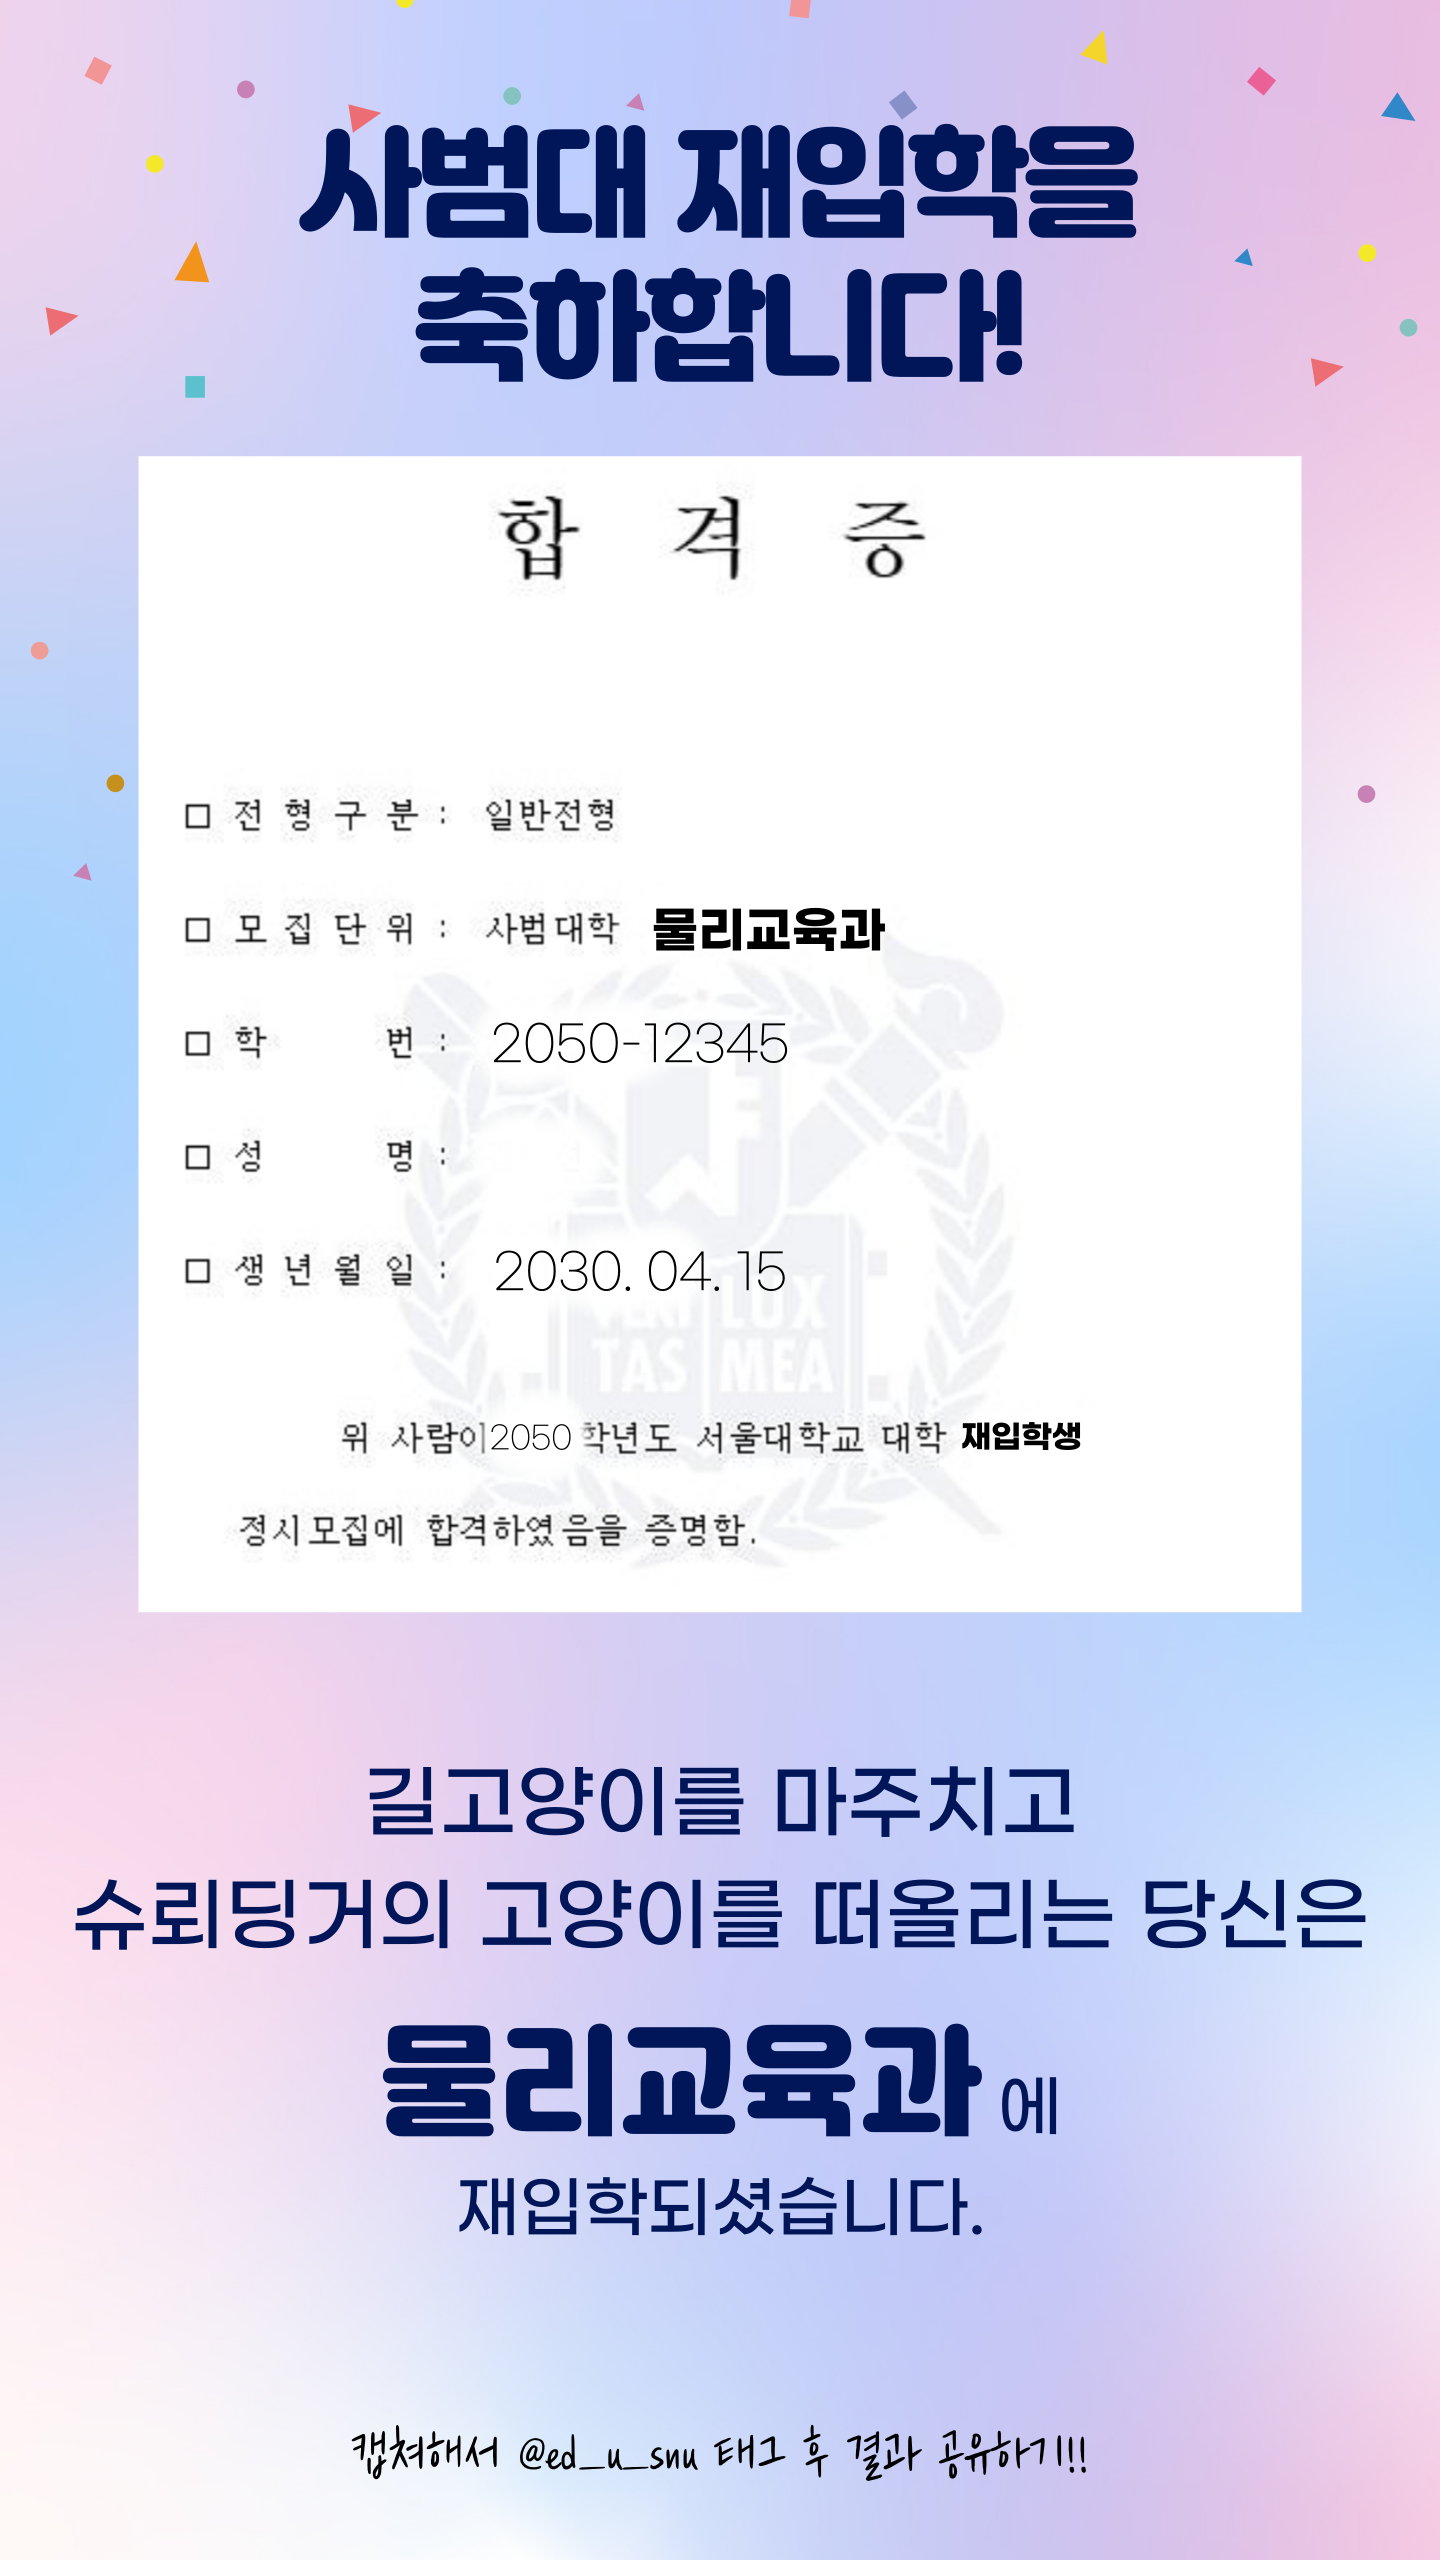 사범대 재입학을
축하합니다!
합 격 증
□ 전 형 구 분 : 일반전형
□ 모 집 단 위 : 사범대학 물리교육과
□ 학 번 : 2050-12345
□ 성 명 :
□ 생 년 월 일 : 2030. 04. 15
VERI LUX
TAS MEA
위 사람이 2050 학년도 서울대학교 대학 재입학생
정시모집에 합격하였음을 증명함.
길고양이를 마주치고
슈뢰딩거의 고양이를 떠올리는 당신은
물리교육과 에
재입학되셨습니다.
캡쳐해서 @ed_u_snu 태그 후 결과 공유하기!!!